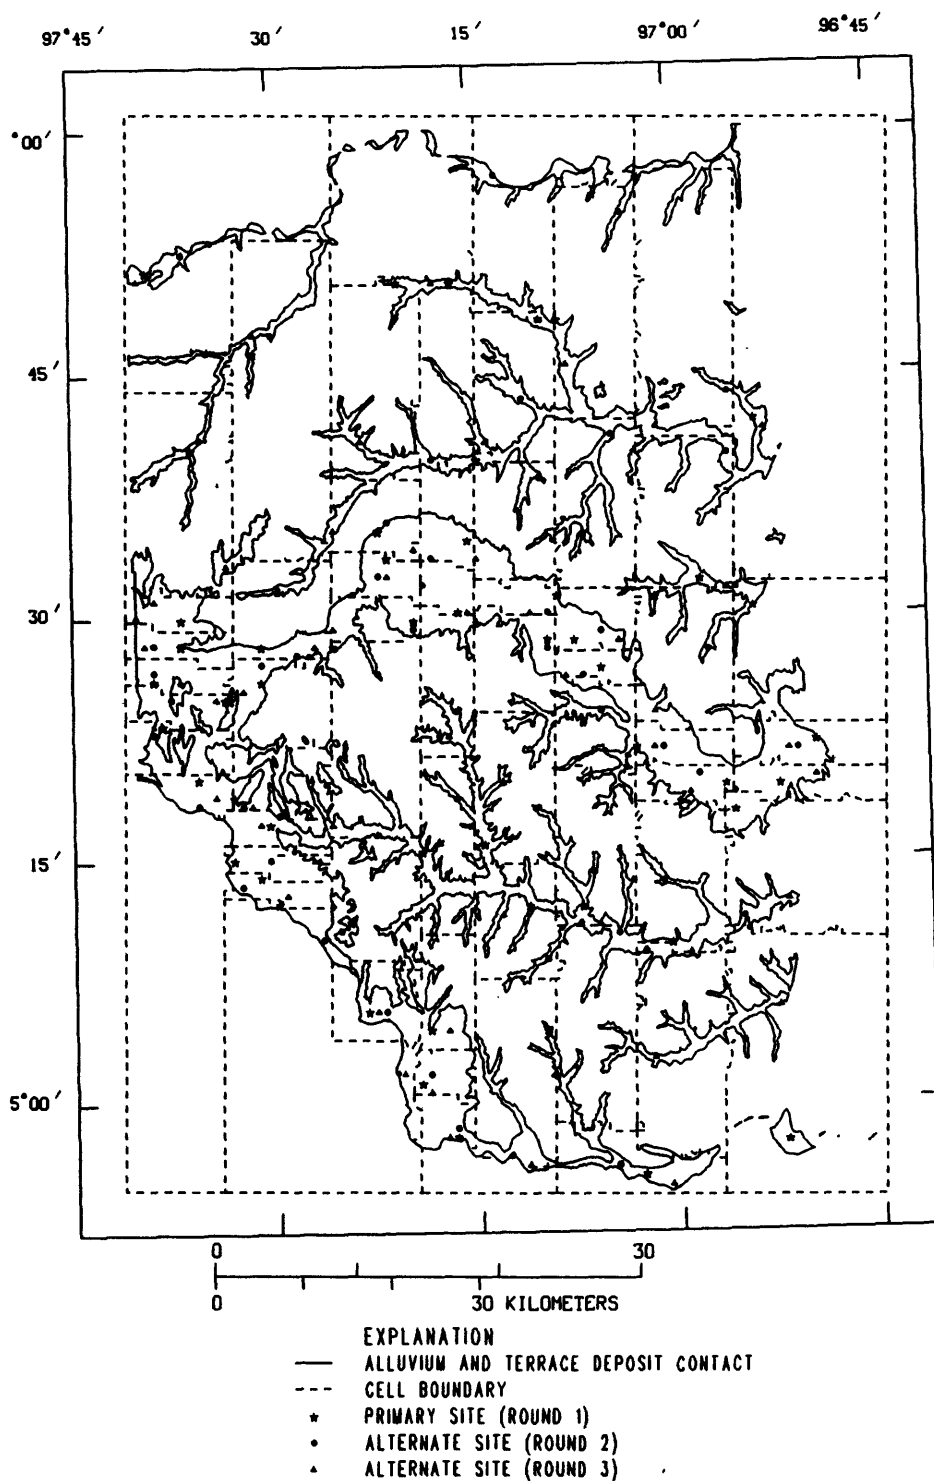 97°45′ 30′ 15′ 97°00′ 96°45′
°00′
45′
30′
15′
5°00′
0 30
0 30 KILOMETERS
EXPLANATION
ALLUVIUM AND TERRACE DEPOSIT CONTACT
CELL BOUNDARY
PRIMARY SITE (ROUND 1)
ALTERNATE SITE (ROUND 2)
ALTERNATE SITE (ROUND 3)